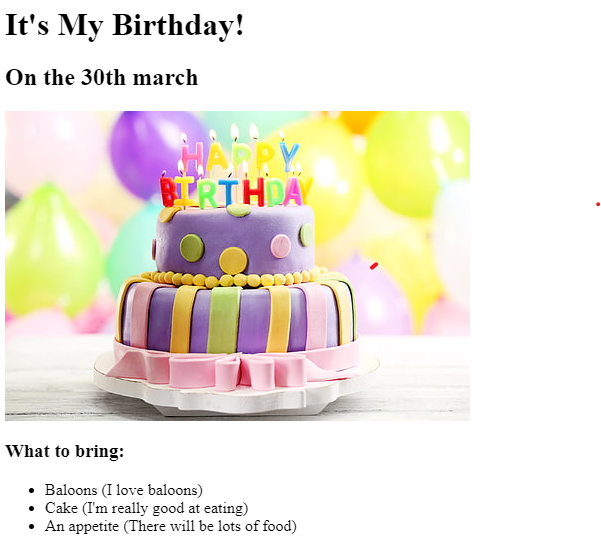 It's My Birthday!
On the 30th march
HAPPY
BIRTHDAY
What to bring:
Baloons (I love baloons)
Cake (I'm really good at eating)
An appetite (There will be lots of food)